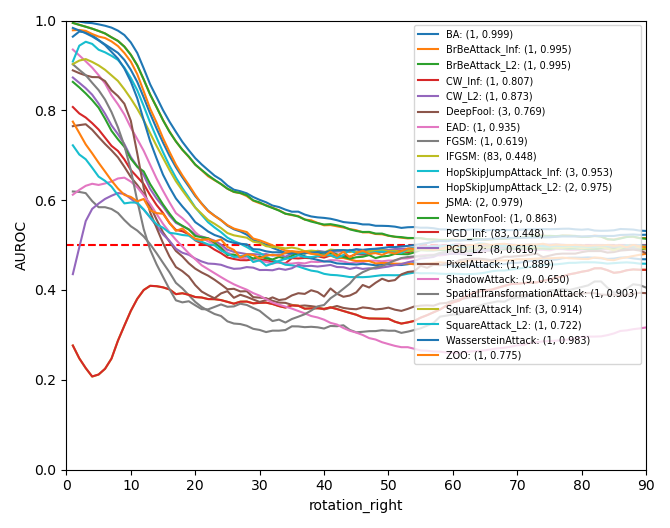 1.0
0.8
0.6
0.4
0.2
0.0
AUROC
0
10
20
30
40
50
60
70
80
90
rotation_right
BA: (1, 0.999)
BrBeAttack_Inf: (1, 0.995)
BrBeAttack_L2: (1, 0.995)
CW_Inf: (1, 0.807)
CW_L2: (1, 0.873)
DeepFool: (3, 0.769)
EAD: (1, 0.935)
FGSM: (1, 0.619)
IFGSM: (83, 0.448)
HopSkipJumpAttack_Inf: (3, 0.953)
HopSkipJumpAttack_L2: (2, 0.975)
JSMA: (2, 0.979)
NewtonFool: (1, 0.863)
PGD_Inf: (83, 0.448)
PGD_L2: (8, 0.616)
PixelAttack: (1, 0.889)
ShadowAttack: (9, 0.650)
SpatialTransformationAttack: (1, 0.903)
SquareAttack_Inf: (3, 0.914)
SquareAttack_L2: (1, 0.722)
WassersteinAttack: (1, 0.983)
ZOO: (1, 0.775)